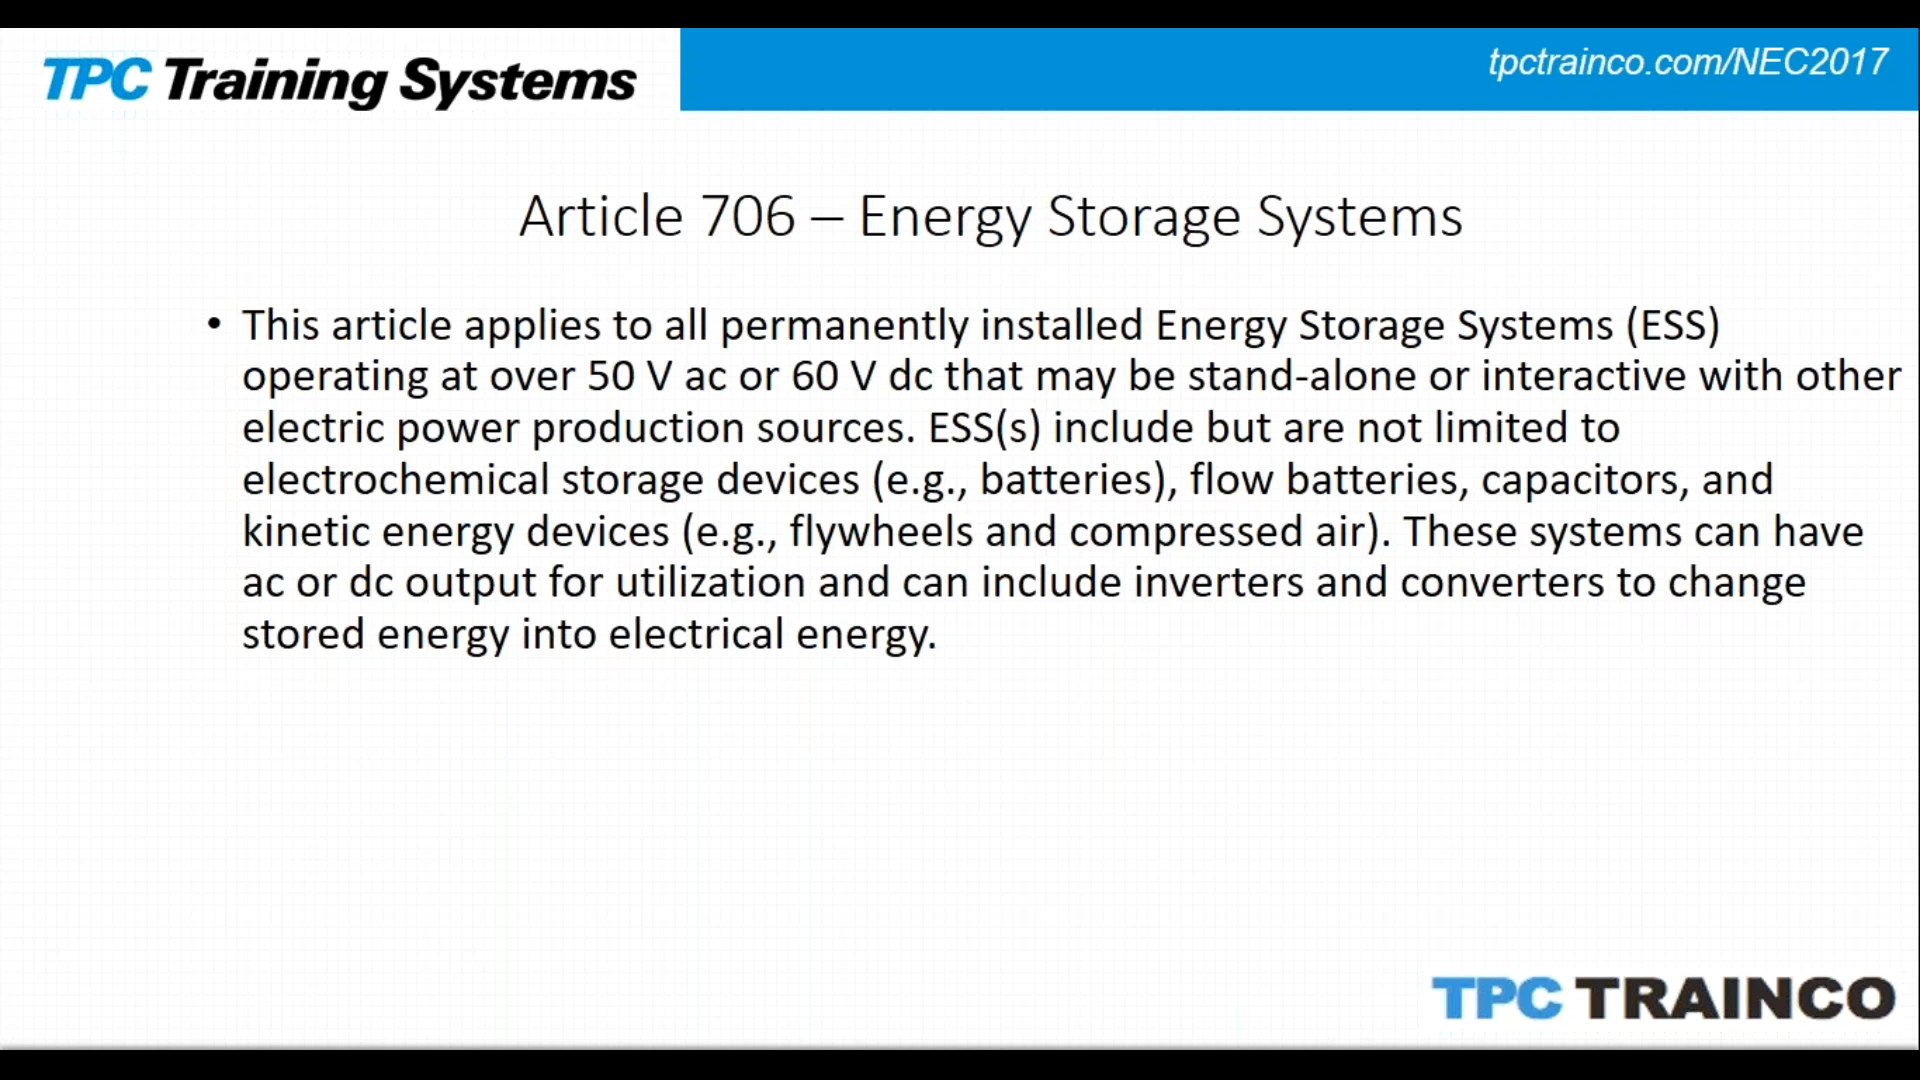 TPC Training Systems
tpctrainco.com/NEC2017
Article 706 – Energy Storage Systems
• This article applies to all permanently installed Energy Storage Systems (ESS)
operating at over 50 V ac or 60 V dc that may be stand-alone or interactive with other
electric power production sources. ESS(s) include but are not limited to
electrochemical storage devices (e.g., batteries), flow batteries, capacitors, and
kinetic energy devices (e.g., flywheels and compressed air). These systems can have
ac or dc output for utilization and can include inverters and converters to change
stored energy into electrical energy.
TPC TRAINCO